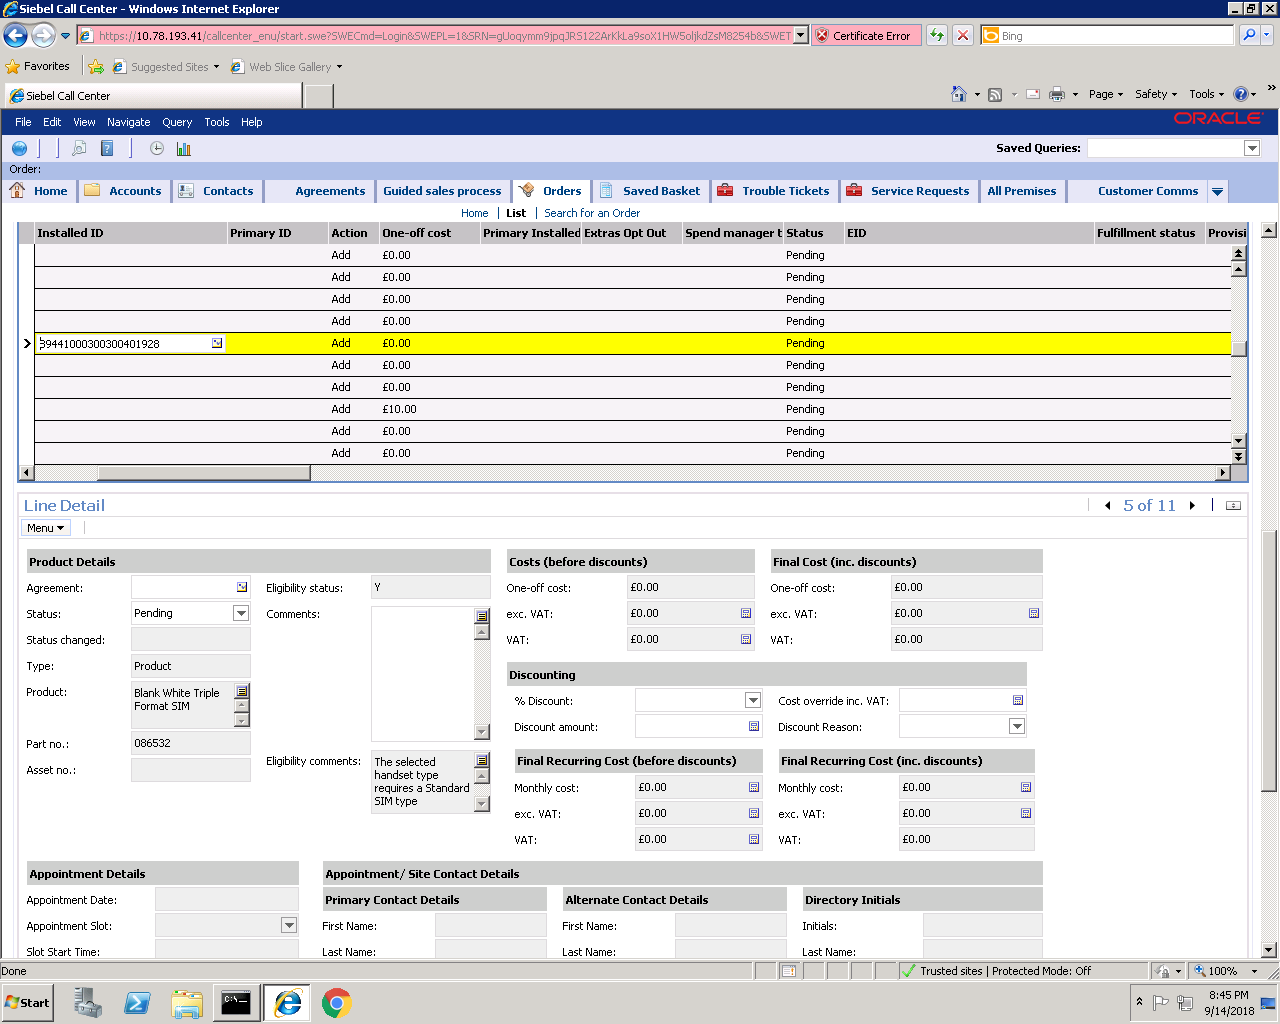 Siebel Call Center - Windows Internet Explorer
https://10.78.193.41/callcenter_enu/start.swe?SWECmd=Login&SWEPL=1&SRN=gUoqymm9jpqJRS122ArKkLa9soX1HW5oljkdZsM8254b&SWET Certificate Error Bing
Favorites Suggested Sites Web Slice Gallery
Siebel Call Center Page Safety Tools
File Edit View Navigate Query Tools Help ORACLE
Saved Queries:
Order:
Home Accounts Contacts Agreements Guided sales process Orders Saved Basket Trouble Tickets Service Requests All Premises Customer Comms
Home | List | Search for an Order
Installed ID Primary ID Action One-off cost Primary Installed Extras Opt Out Spend manager t Status EID Fulfillment status Provisi
Add £0.00 Pending
Add £0.00 Pending
Add £0.00 Pending
Add £0.00 Pending
39441000300300401928 Add £0.00 Pending
Add £0.00 Pending
Add £0.00 Pending
Add £10.00 Pending
Add £0.00 Pending
Add £0.00 Pending
Line Detail 5 of 11
Menu
Product Details Costs (before discounts) Final Cost (inc. discounts)
Agreement: Eligibility status: Y One-off cost: £0.00 One-off cost: £0.00
Status: Pending Comments: exc. VAT: £0.00 exc. VAT: £0.00
Status changed: VAT: £0.00 VAT: £0.00
Type: Product
Discounting
Product: Blank White Triple
Format SIM
% Discount: Cost override inc. VAT:
Discount amount: Discount Reason:
Part no.: 086532
Asset no.:
Eligibility comments: The selected
handset type
requires a Standard
SIM type
Final Recurring Cost (before discounts) Final Recurring Cost (inc. discounts)
Monthly cost: £0.00 Monthly cost: £0.00
exc. VAT: £0.00 exc. VAT: £0.00
VAT: £0.00 VAT: £0.00
Appointment Details Appointment/ Site Contact Details
Appointment Date: Primary Contact Details Alternate Contact Details Directory Initials
Appointment Slot: First Name: First Name: Initials:
Slot Start Time: Last Name: Last Name: Last Name:
Done Trusted sites | Protected Mode: Off 100%
Start 8:45 PM
9/14/2018